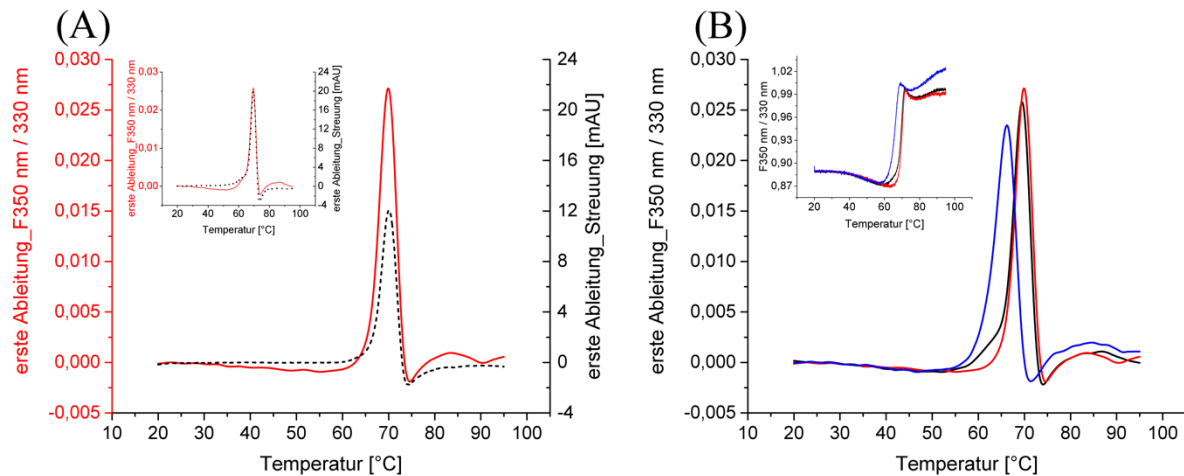 (A)
erste Ableitung_F350 nm / 330 nm
0,030
0,025
0,020
0,015
0,010
0,005
0,000
-0,005
10 20 30 40 50 60 70 80 90 100
Temperatur [°C]
24
20
16
12
8
4
0
-4
erste Ableitung_Streuung [mAU]
erste Ableitung_F350 nm / 330 nm
0,03
0,02
0,01
0,00
20 40 60 80 100
Temperatur [°C]
24
20
16
12
8
4
0
-4
erste Ableitung_Streuung [mAU]
(B)
erste Ableitung_F350 nm / 330 nm
0,030
0,025
0,020
0,015
0,010
0,005
0,000
-0,005
10 20 30 40 50 60 70 80 90 100
Temperatur [°C]
F350 nm / 330 nm
1,02
0,99
0,96
0,93
0,90
0,87
20 40 60 80 100
Temperatur [°C]